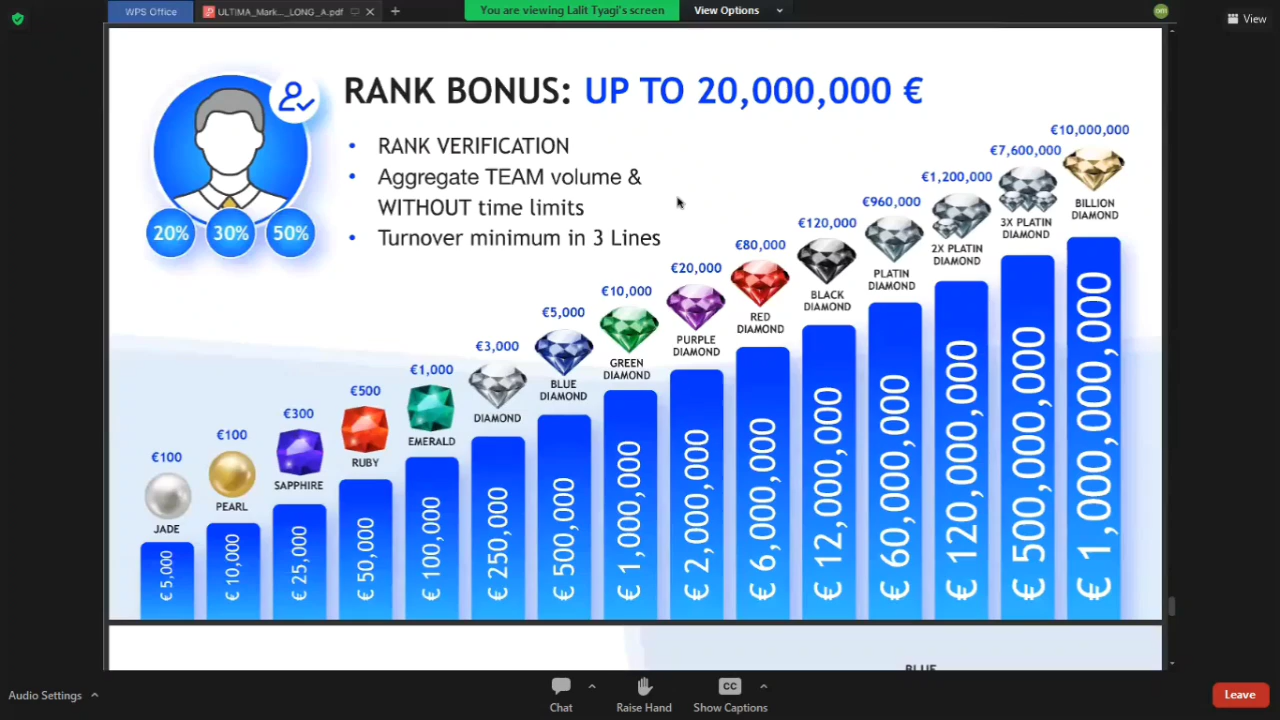 WPS Office
ULTIMA_Mark..._LONG_A.pdf
You are viewing Lalit Tyagi's screen
View Options
om
View
RANK BONUS: UP TO 20,000,000 €
• RANK VERIFICATION
• Aggregate TEAM volume &
WITHOUT time limits
• Turnover minimum in 3 Lines
20% 30% 50%
€100
JADE
€ 5,000
€100
PEARL
€ 10,000
€300
SAPPHIRE
€ 25,000
€500
RUBY
€ 50,000
€1,000
EMERALD
€ 100,000
€3,000
DIAMOND
€ 250,000
€5,000
BLUE
DIAMOND
€ 500,000
€10,000
GREEN
DIAMOND
€ 1,000,000
€20,000
PURPLE
DIAMOND
€ 2,000,000
€80,000
RED
DIAMOND
€ 6,000,000
€120,000
BLACK
DIAMOND
€ 12,000,000
€960,000
PLATIN
DIAMOND
€ 60,000,000
€1,200,000
2X PLATIN
DIAMOND
€ 120,000,000
€7,600,000
3X PLATIN
DIAMOND
€ 500,000,000
€10,000,000
BILLION
DIAMOND
€ 1,000,000,000
BLUE
Audio Settings
Chat
Raise Hand
CC
Show Captions
Leave